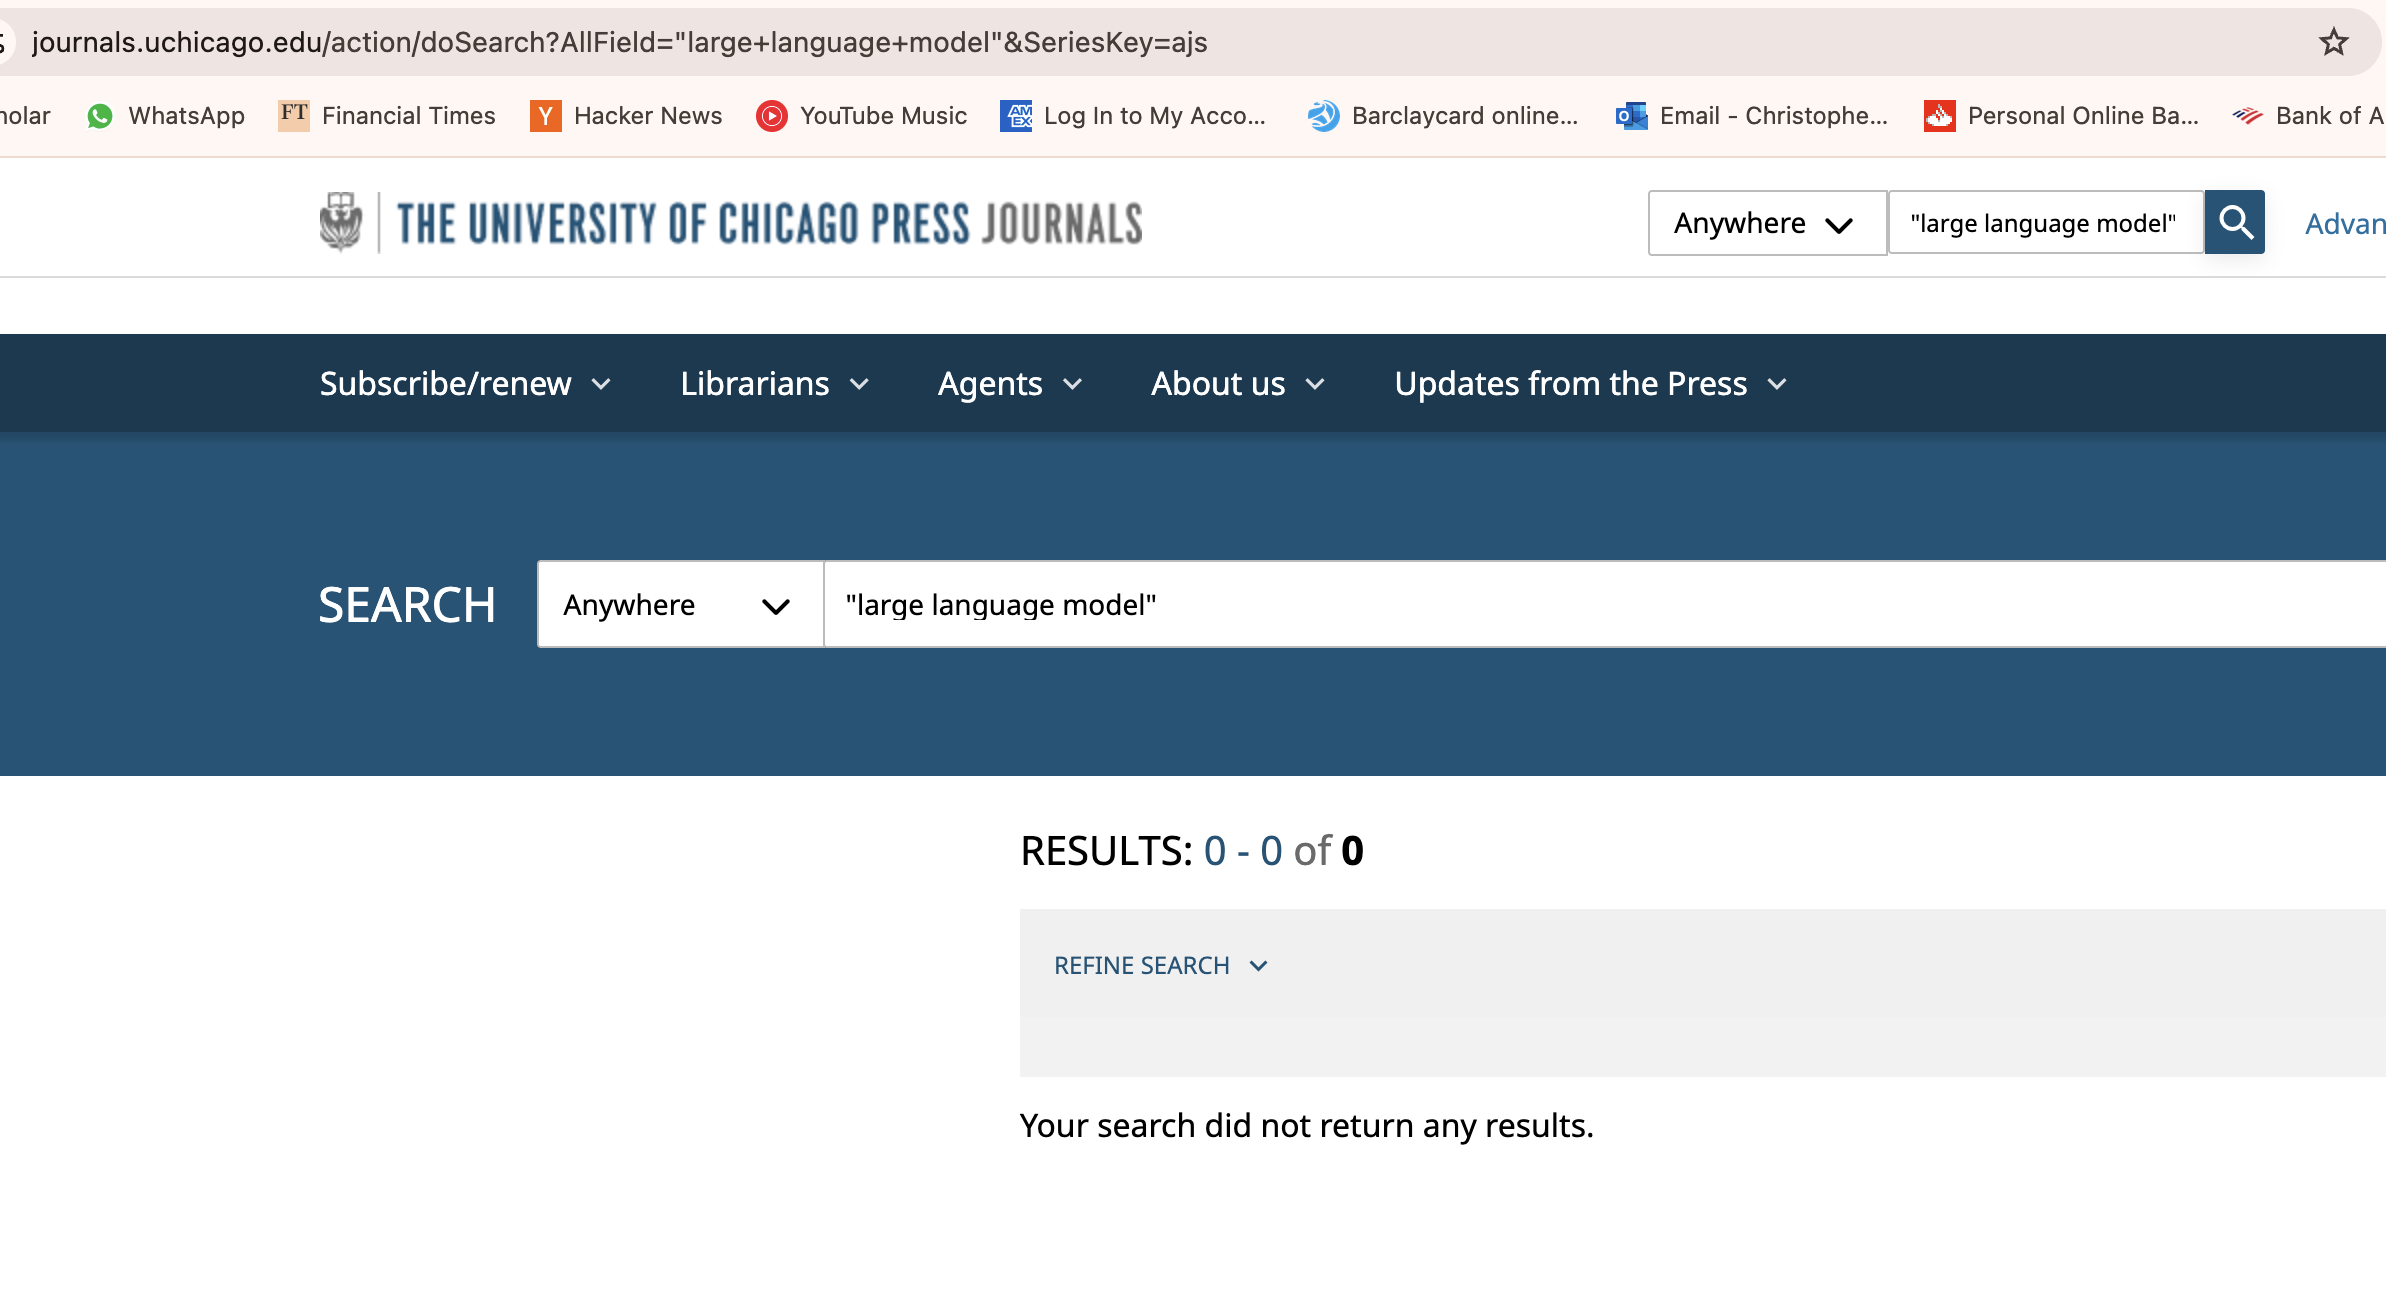 journals.uchicago.edu/action/doSearch?AllField="large+language+model"&SeriesKey=ajs
WhatsApp FT Financial Times Y Hacker News YouTube Music AM EX Log In to My Acco... Barclaycard online... Email - Christophe... Personal Online Ba... Bank of A
THE UNIVERSITY OF CHICAGO PRESS JOURNALS Anywhere "large language model" Advan
Subscribe/renew Librarians Agents About us Updates from the Press
SEARCH Anywhere "large language model"
RESULTS: 0 - 0 of 0
REFINE SEARCH
Your search did not return any results.